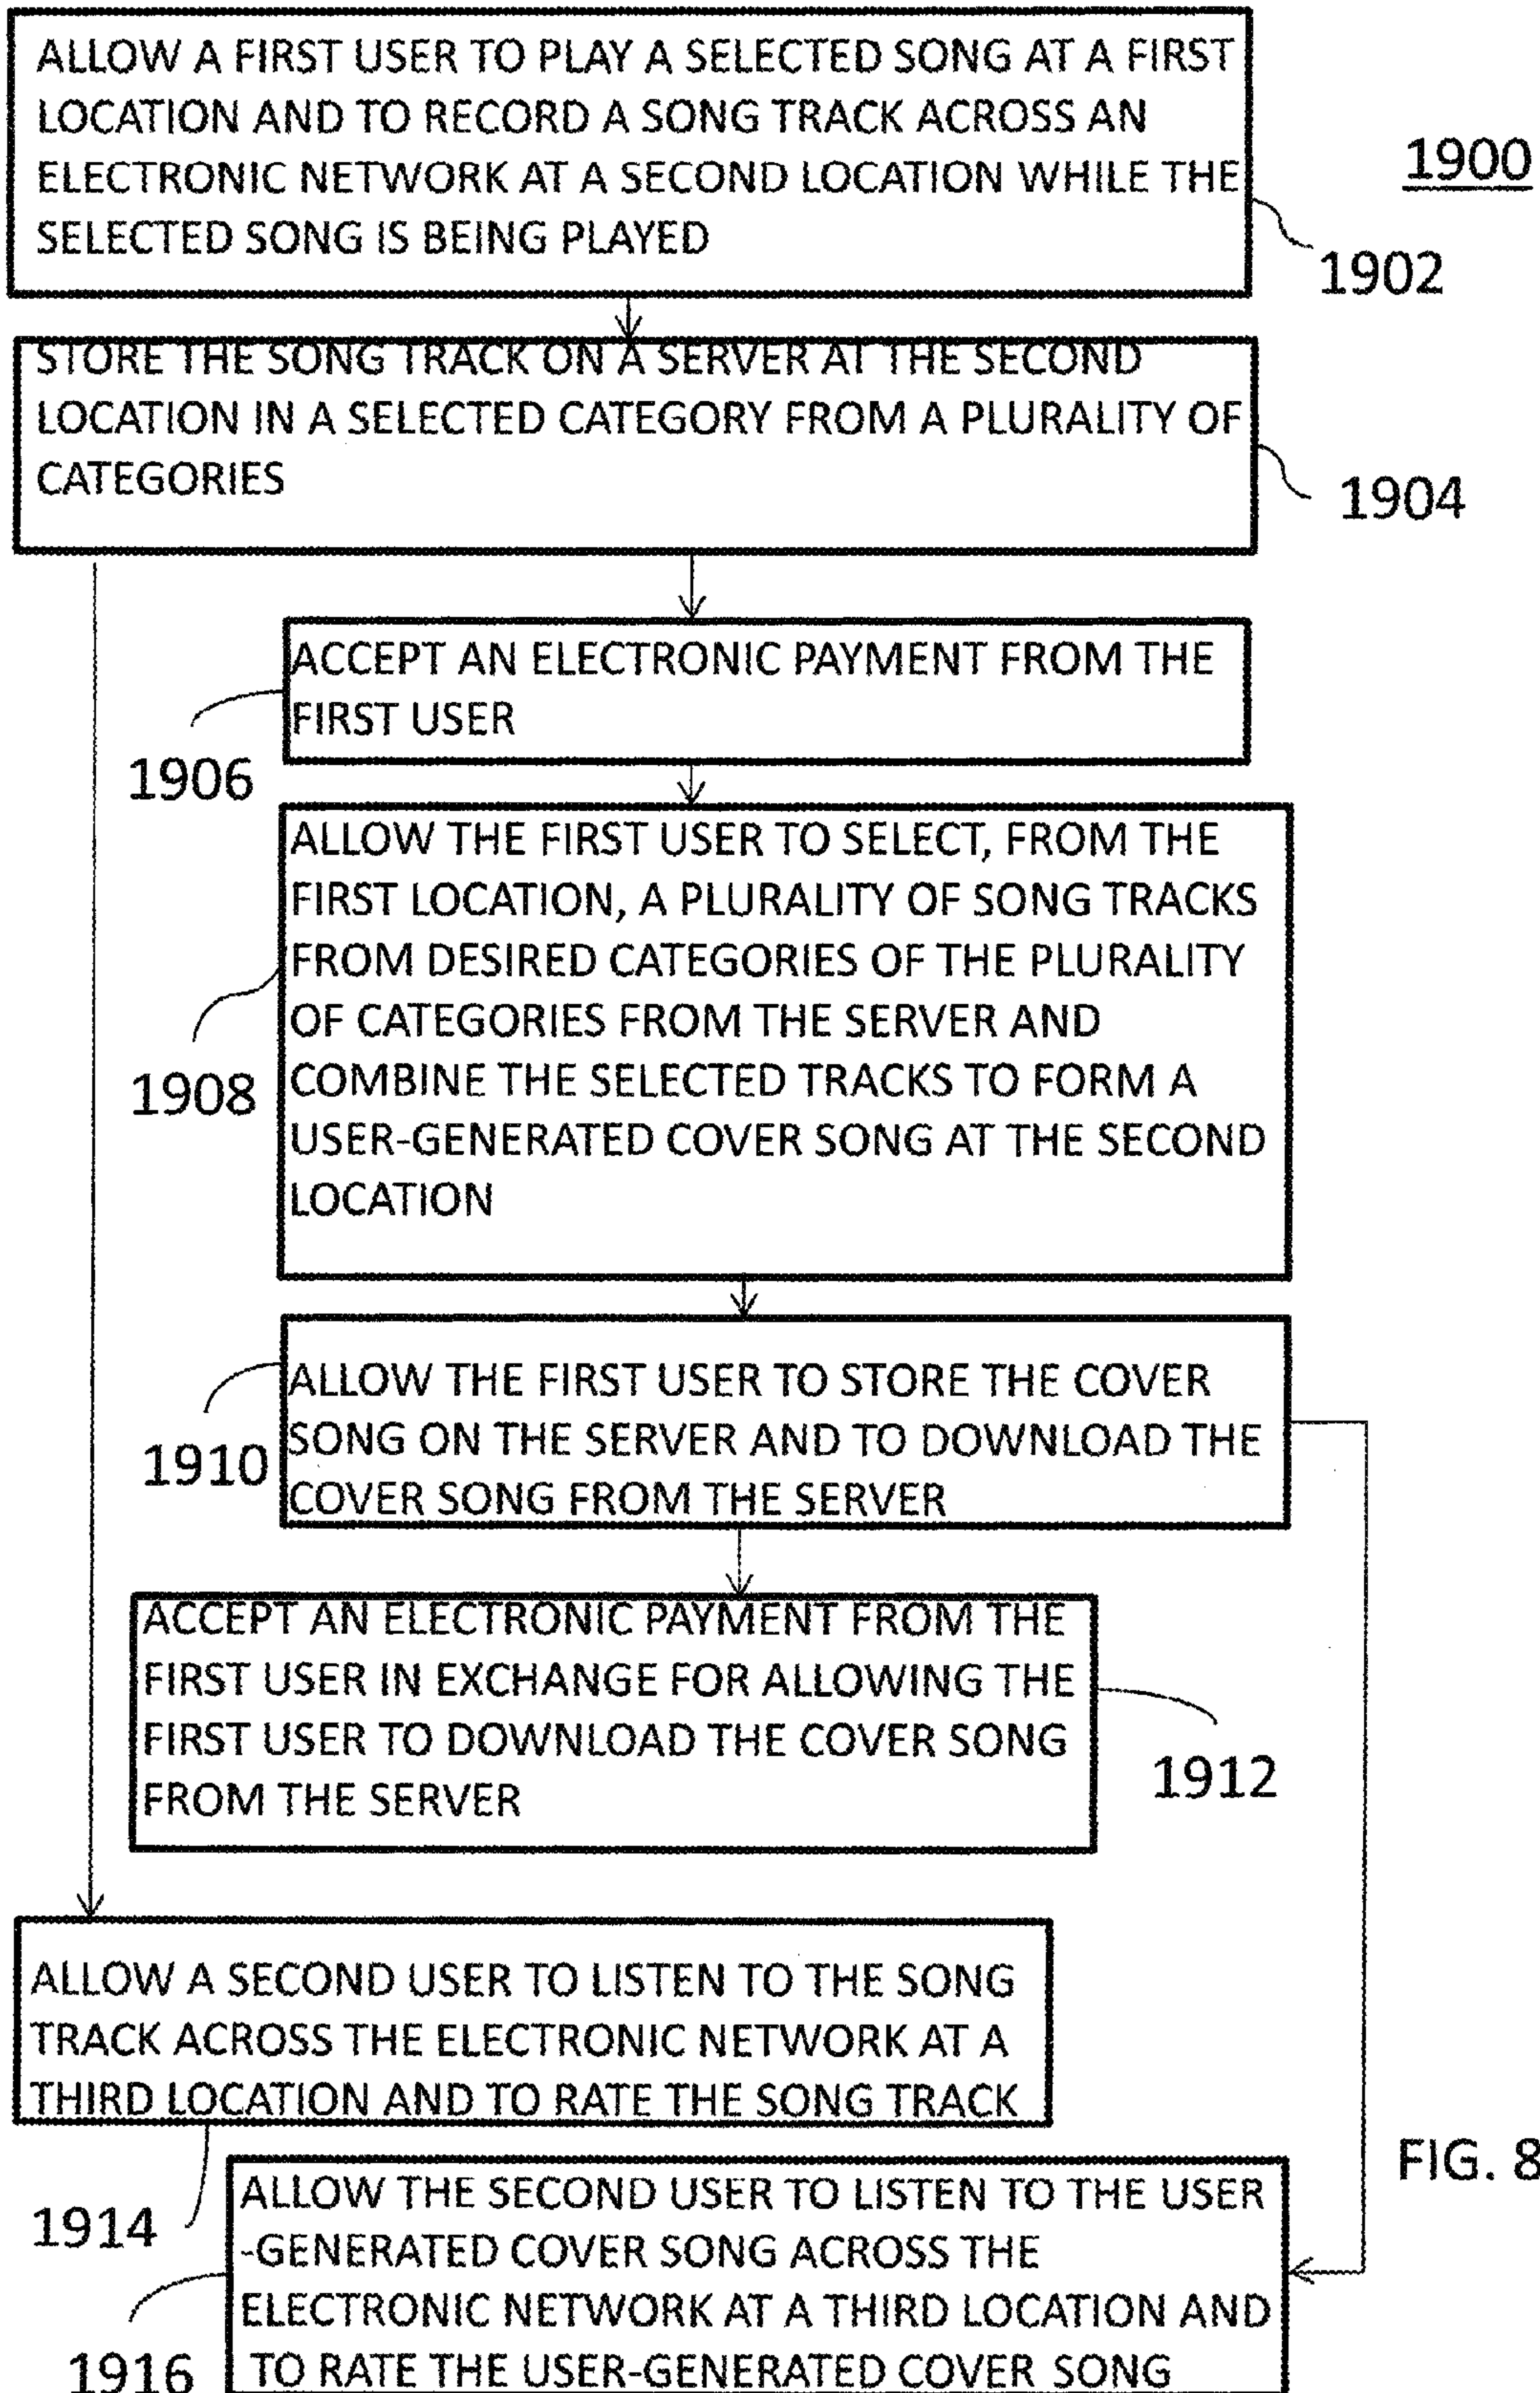 ALLOW A FIRST USER TO PLAY A SELECTED SONG AT A FIRST
LOCATION AND TO RECORD A SONG TRACK ACROSS AN
ELECTRONIC NETWORK AT A SECOND LOCATION WHILE THE
SELECTED SONG IS BEING PLAYED
1900
1902
STORE THE SONG TRACK ON A SERVER AT THE SECOND
LOCATION IN A SELECTED CATEGORY FROM A PLURALITY OF
CATEGORIES
1904
ACCEPT AN ELECTRONIC PAYMENT FROM THE
FIRST USER
1906
ALLOW THE FIRST USER TO SELECT, FROM THE
FIRST LOCATION, A PLURALITY OF SONG TRACKS
FROM DESIRED CATEGORIES OF THE PLURALITY
OF CATEGORIES FROM THE SERVER AND
COMBINE THE SELECTED TRACKS TO FORM A
USER-GENERATED COVER SONG AT THE SECOND
LOCATION
1908
ALLOW THE FIRST USER TO STORE THE COVER
SONG ON THE SERVER AND TO DOWNLOAD THE
COVER SONG FROM THE SERVER
1910
ACCEPT AN ELECTRONIC PAYMENT FROM THE
FIRST USER IN EXCHANGE FOR ALLOWING THE
FIRST USER TO DOWNLOAD THE COVER SONG
FROM THE SERVER
1912
ALLOW A SECOND USER TO LISTEN TO THE SONG
TRACK ACROSS THE ELECTRONIC NETWORK AT A
THIRD LOCATION AND TO RATE THE SONG TRACK
1914
FIG. 8
ALLOW THE SECOND USER TO LISTEN TO THE USER
-GENERATED COVER SONG ACROSS THE
ELECTRONIC NETWORK AT A THIRD LOCATION AND
TO RATE THE USER-GENERATED COVER SONG
1916